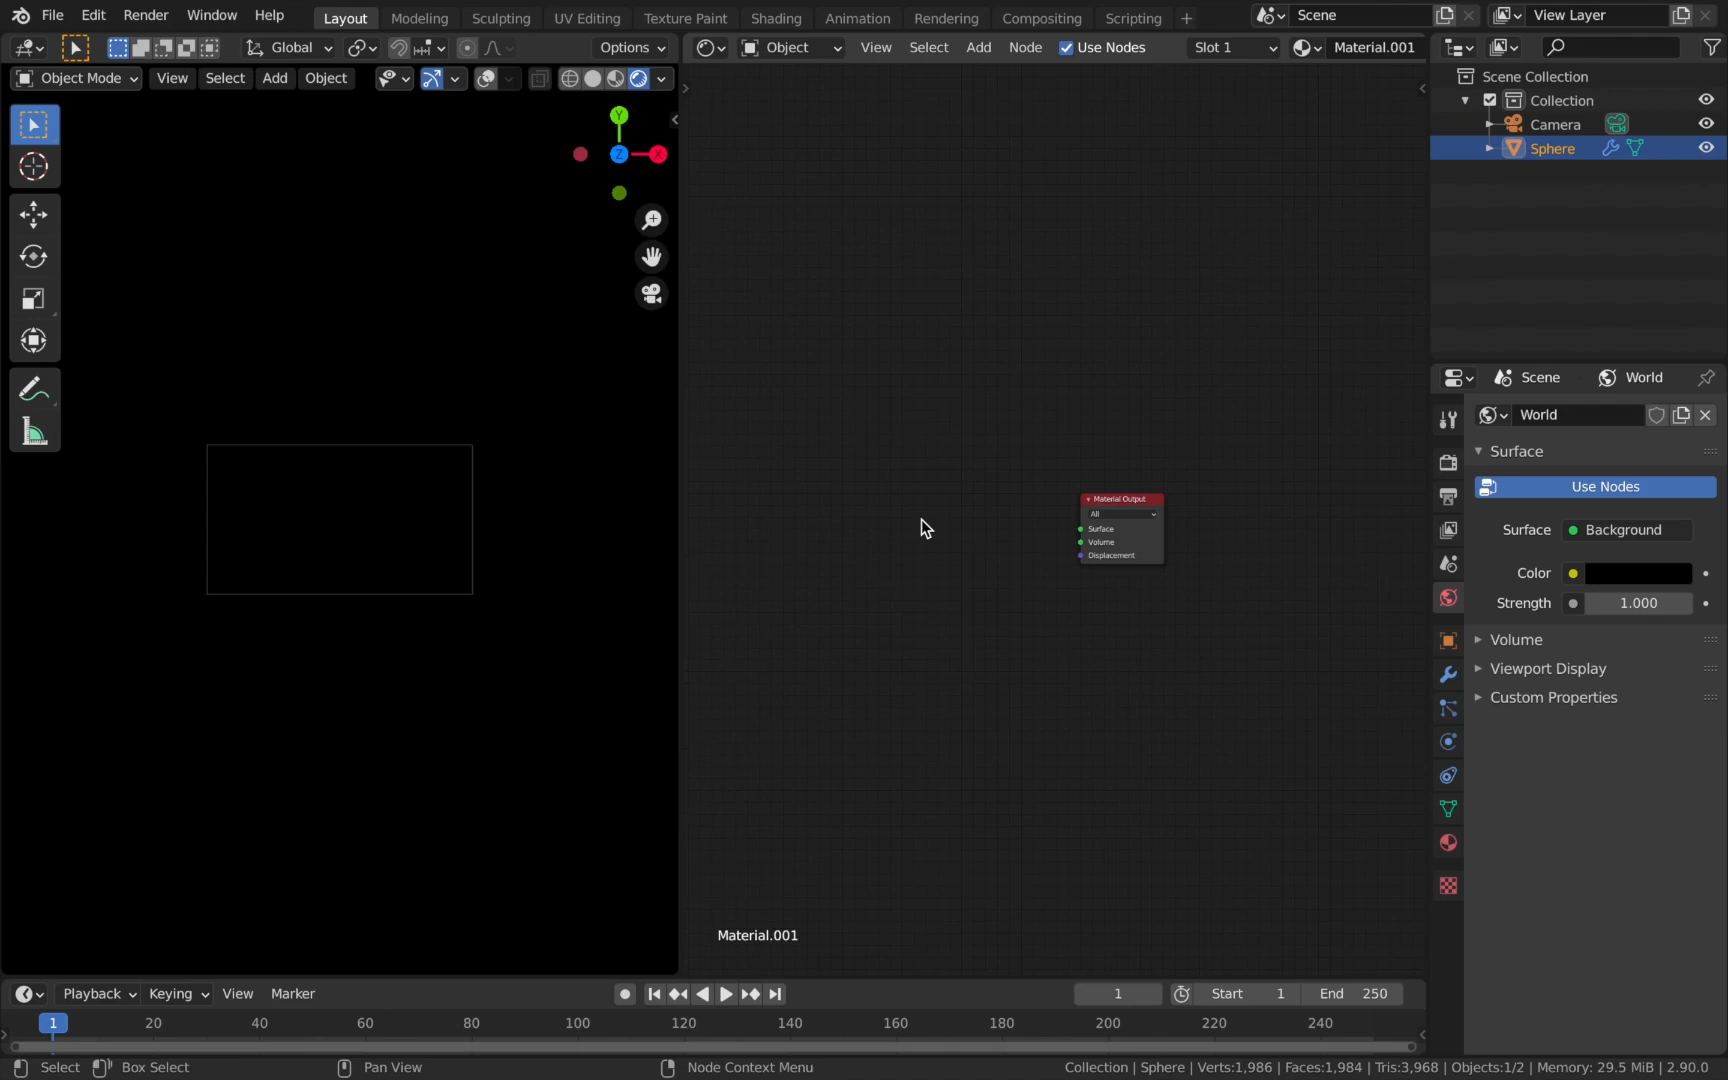 File Edit Render Window Help Layout Modeling Sculpting UV Editing Texture Paint Shading Animation Rendering Compositing Scripting + Scene View Layer
Global Options Object View Select Add Node Use Nodes Slot 1 Material.001
Object Mode View Select Add Object
Scene Collection
Collection
Camera
Sphere
Y
Z X
Scene World
World
Surface
Use Nodes
Surface Background
Color
Strength 1.000
Volume
Viewport Display
Custom Properties
Material Output
All
Surface
Volume
Displacement
Material.001
Playback Keying View Marker 1 Start 1 End 250
1 20 40 60 80 100 120 140 160 180 200 220 240
Select Box Select Pan View Node Context Menu Collection | Sphere | Verts:1,986 | Faces:1,984 | Tris:3,968 | Objects:1/2 | Memory: 29.5 MiB | 2.90.0